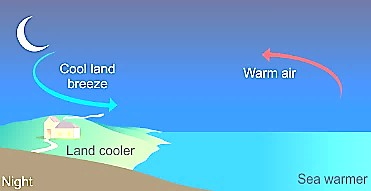 Cool land
breeze
Warm air
Land cooler
Night
Sea warmer